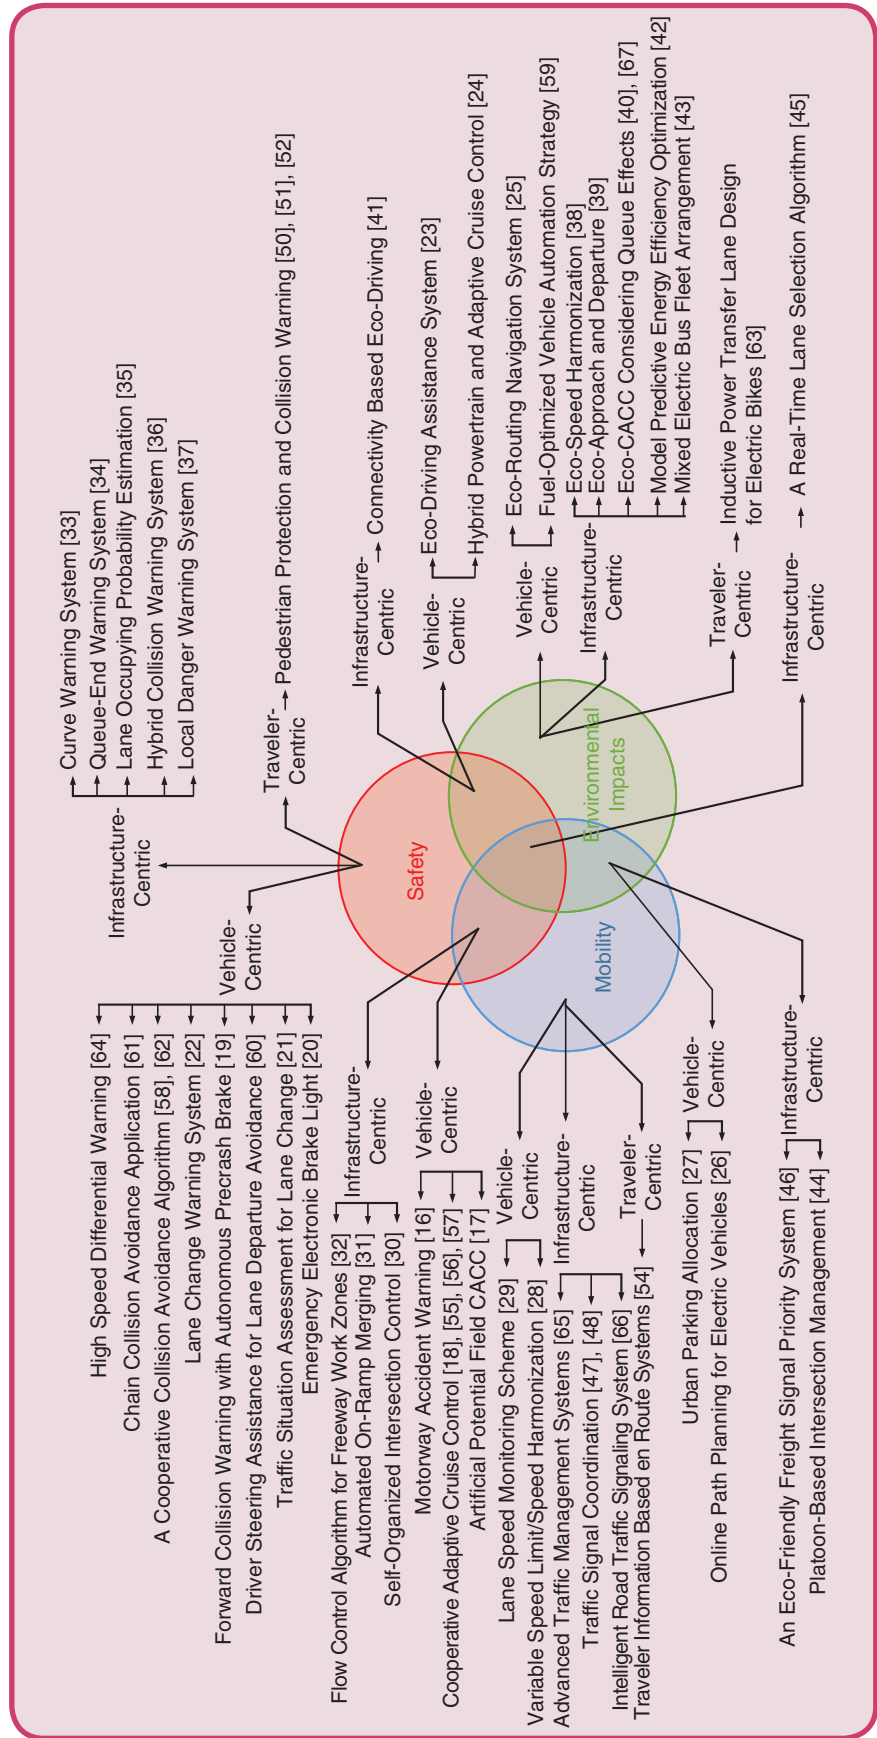 High Speed Differential Warning [64]
Chain Collision Avoidance Application [61]
A Cooperative Collision Avoidance Algorithm [58], [62]
Lane Change Warning System [22]
Forward Collision Warning with Autonomous Precrash Brake [19]
Driver Steering Assistance for Lane Departure Avoidance [60]
Traffic Situation Assessment for Lane Change [21]
Emergency Electronic Brake Light [20]
Vehicle-
Centric
Infrastructure-
Centric
Curve Warning System [33]
Queue-End Warning System [34]
Lane Occupying Probability Estimation [35]
Hybrid Collision Warning System [36]
Local Danger Warning System [37]
Traveler-
Centric
Pedestrian Protection and Collision Warning [50], [51], [52]
Flow Control Algorithm for Freeway Work Zones [32]
Automated On-Ramp Merging [31]
Self-Organized Intersection Control [30]
Infrastructure-
Centric
Motorway Accident Warning [16]
Cooperative Adaptive Cruise Control [18], [55], [56], [57]
Artificial Potential Field CACC [17]
Vehicle-
Centric
Lane Speed Monitoring Scheme [29]
Variable Speed Limit/Speed Harmonization [28]
Vehicle-
Centric
Advanced Traffic Management Systems [65]
Traffic Signal Coordination [47], [48]
Intelligent Road Traffic Signaling System [66]
Infrastructure-
Centric
Traveler Information Based en Route Systems [54]
Traveler-
Centric
Urban Parking Allocation [27]
Online Path Planning for Electric Vehicles [26]
Vehicle-
Centric
An Eco-Friendly Freight Signal Priority System [46]
Platoon-Based Intersection Management [44]
Infrastructure-
Centric
Safety
Mobility
Environmental
Impacts
Infrastructure-
Centric
Connectivity Based Eco-Driving [41]
Vehicle-
Centric
Eco-Driving Assistance System [23]
Hybrid Powertrain and Adaptive Cruise Control [24]
Vehicle-
Centric
Eco-Routing Navigation System [25]
Fuel-Optimized Vehicle Automation Strategy [59]
Infrastructure-
Centric
Eco-Speed Harmonization [38]
Eco-Approach and Departure [39]
Eco-CACC Considering Queue Effects [40], [67]
Model Predictive Energy Efficiency Optimization [42]
Mixed Electric Bus Fleet Arrangement [43]
Traveler-
Centric
Inductive Power Transfer Lane Design
for Electric Bikes [63]
Infrastructure-
Centric
A Real-Time Lane Selection Algorithm [45]